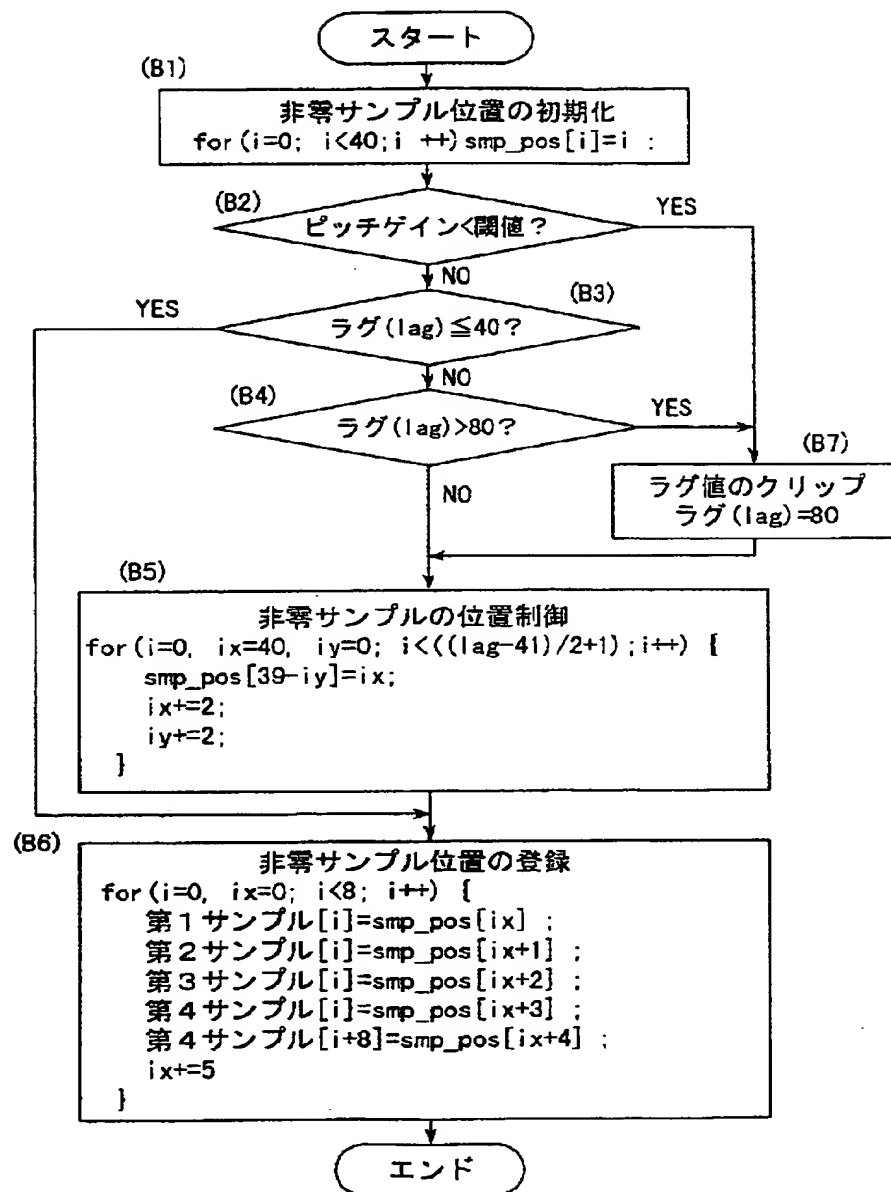 スタート
(B1)
非零サンプル位置の初期化
for(i=0; i<40;i ++)smp_pos[i]=i ;
(B2)
ピッチゲイン<閾値?
YES
NO
(B3)
YES
ラグ(lag)≦40?
NO
(B4)
ラグ(lag)>80?
YES
(B7)
NO
ラグ値のクリップ
ラグ(lag)=80
(B5)
非零サンプルの位置制御
for(i=0, ix=40, iy=0; i<((lag-41)/2+1);i++) {
smp_pos[39-iy]=ix;
ix+=2;
iy+=2;
}
(B6)
非零サンプル位置の登録
for(i=0, ix=0; i<8; i++) {
第1サンプル[i]=smp_pos[ix] ;
第2サンプル[i]=smp_pos[ix+1] ;
第3サンプル[i]=smp_pos[ix+2] ;
第4サンプル[i]=smp_pos[ix+3] ;
第4サンプル[i+8]=smp_pos[ix+4] ;
ix+=5
}
エンド